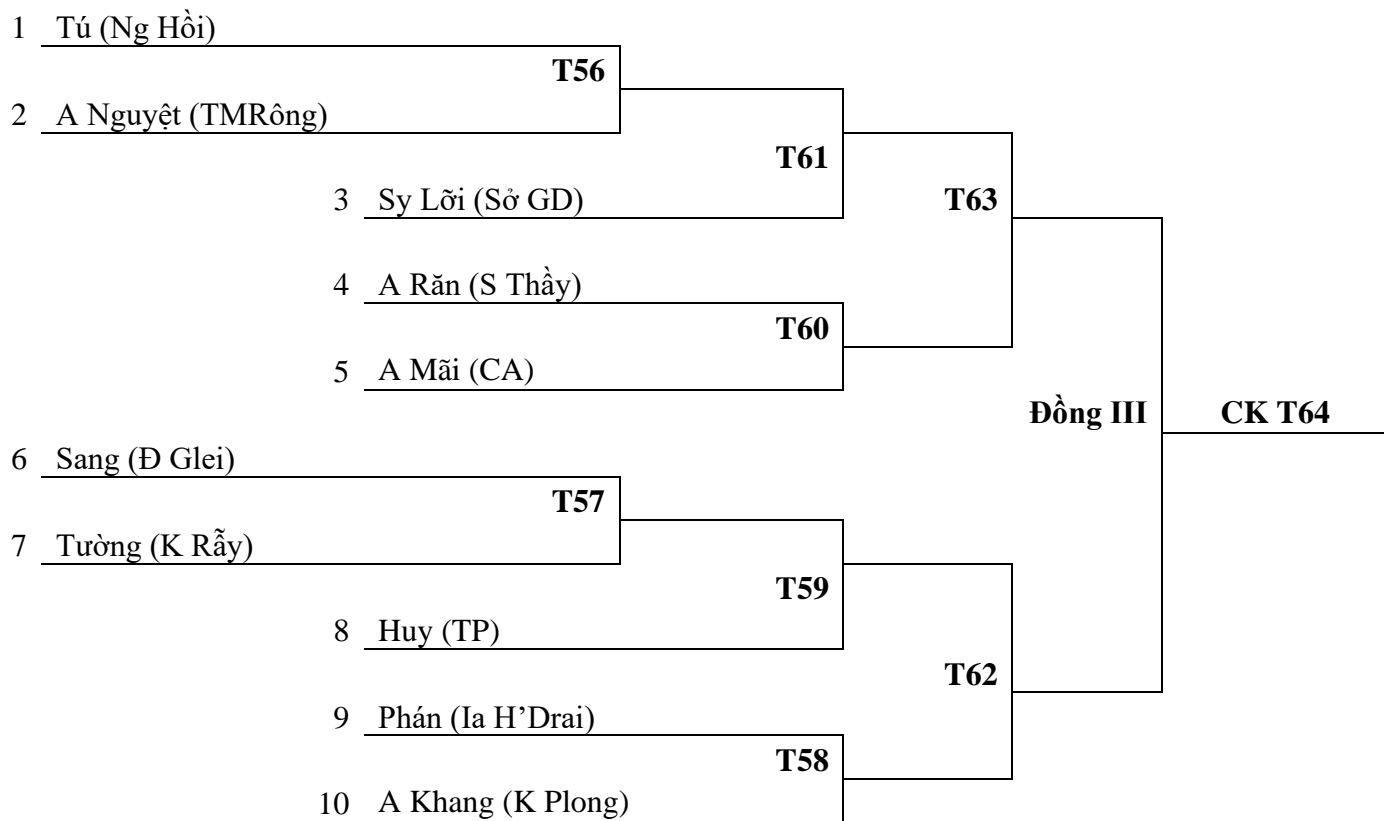 1 Tú (Ng Hồi)
T56
2 A Nguyệt (TMRông)
T61
3 Sy Lỡi (Sở GD)
T63
4 A Răn (S Thầy)
T60
5 A Mãi (CA)
Đồng III
CK T64
6 Sang (Đ Glei)
T57
7 Tường (K Rẫy)
T59
8 Huy (TP)
T62
9 Phán (Ia H’Drai)
T58
10 A Khang (K Plong)